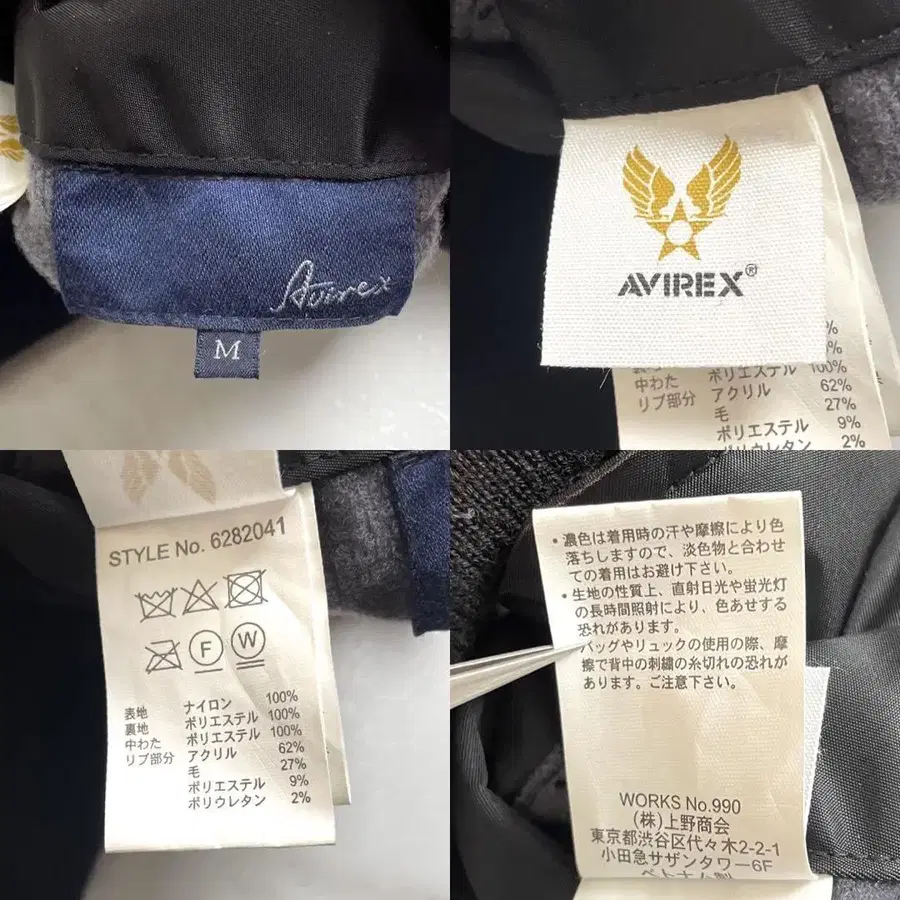 Avirex
M
AVIREX®
%
%
100%
中わた ポリエステル 62%
リブ部分 アクリル 27%
毛 9%
ポリエステル 2%
ポリウレタン
STYLE No. 6282041
F W
表地 ナイロン 100%
裏地 ポリエステル 100%
中わた ポリエステル 100%
リブ部分 アクリル 62%
毛 27%
ポリエステル 9%
ポリウレタン 2%
・濃色は着用時の汗や摩擦により色
落ちしますので、淡色物と合わせ
ての着用はお避け下さい。
・生地の性質上、直射日光や蛍光灯
の長時間照射により、色あせする
恐れがあります。
バッグやリュックの使用の際、摩
擦で背中の刺繍の糸切れの恐れが
あります。ご注意下さい。
WORKS No.990
(株)上野商会
東京都渋谷区代々木2-2-1
小田急サザンタワー6F
ベトナム製